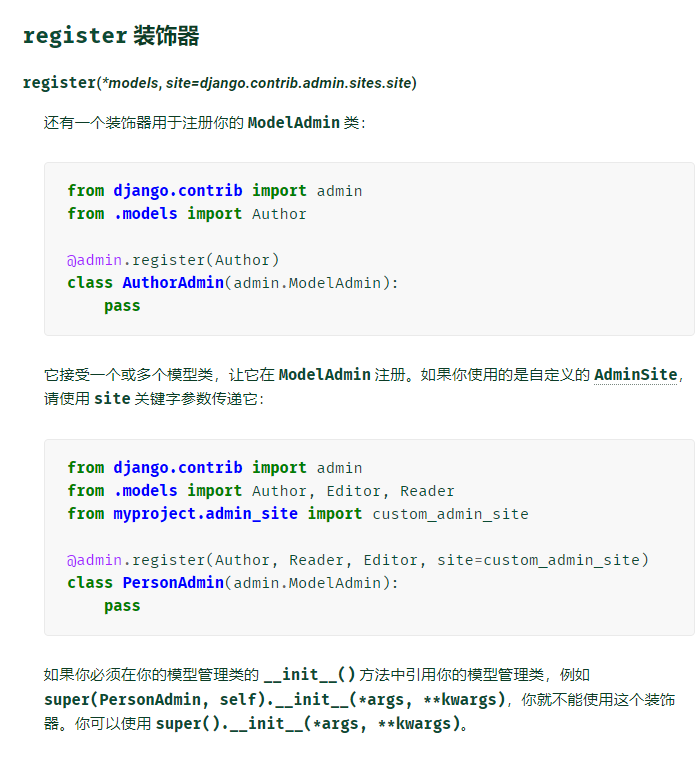 register 装饰器
register(*models, site=django.contrib.admin.sites.site)
还有一个装饰器用于注册你的 ModelAdmin 类：
from django.contrib import admin
from .models import Author
@admin.register(Author)
class AuthorAdmin(admin.ModelAdmin):
    pass
它接受一个或多个模型类，让它在 ModelAdmin 注册。如果你使用的是自定义的 AdminSite，
请使用 site 关键字参数传递它：
from django.contrib import admin
from .models import Author, Editor, Reader
from myproject.admin_site import custom_admin_site
@admin.register(Author, Reader, Editor, site=custom_admin_site)
class PersonAdmin(admin.ModelAdmin):
    pass
如果你必须在你的模型管理类的 __init__() 方法中引用你的模型管理类，例如
super(PersonAdmin, self).__init__(*args, **kwargs)，你就不能使用这个装饰
器。你可以使用 super().__init__(*args, **kwargs)。